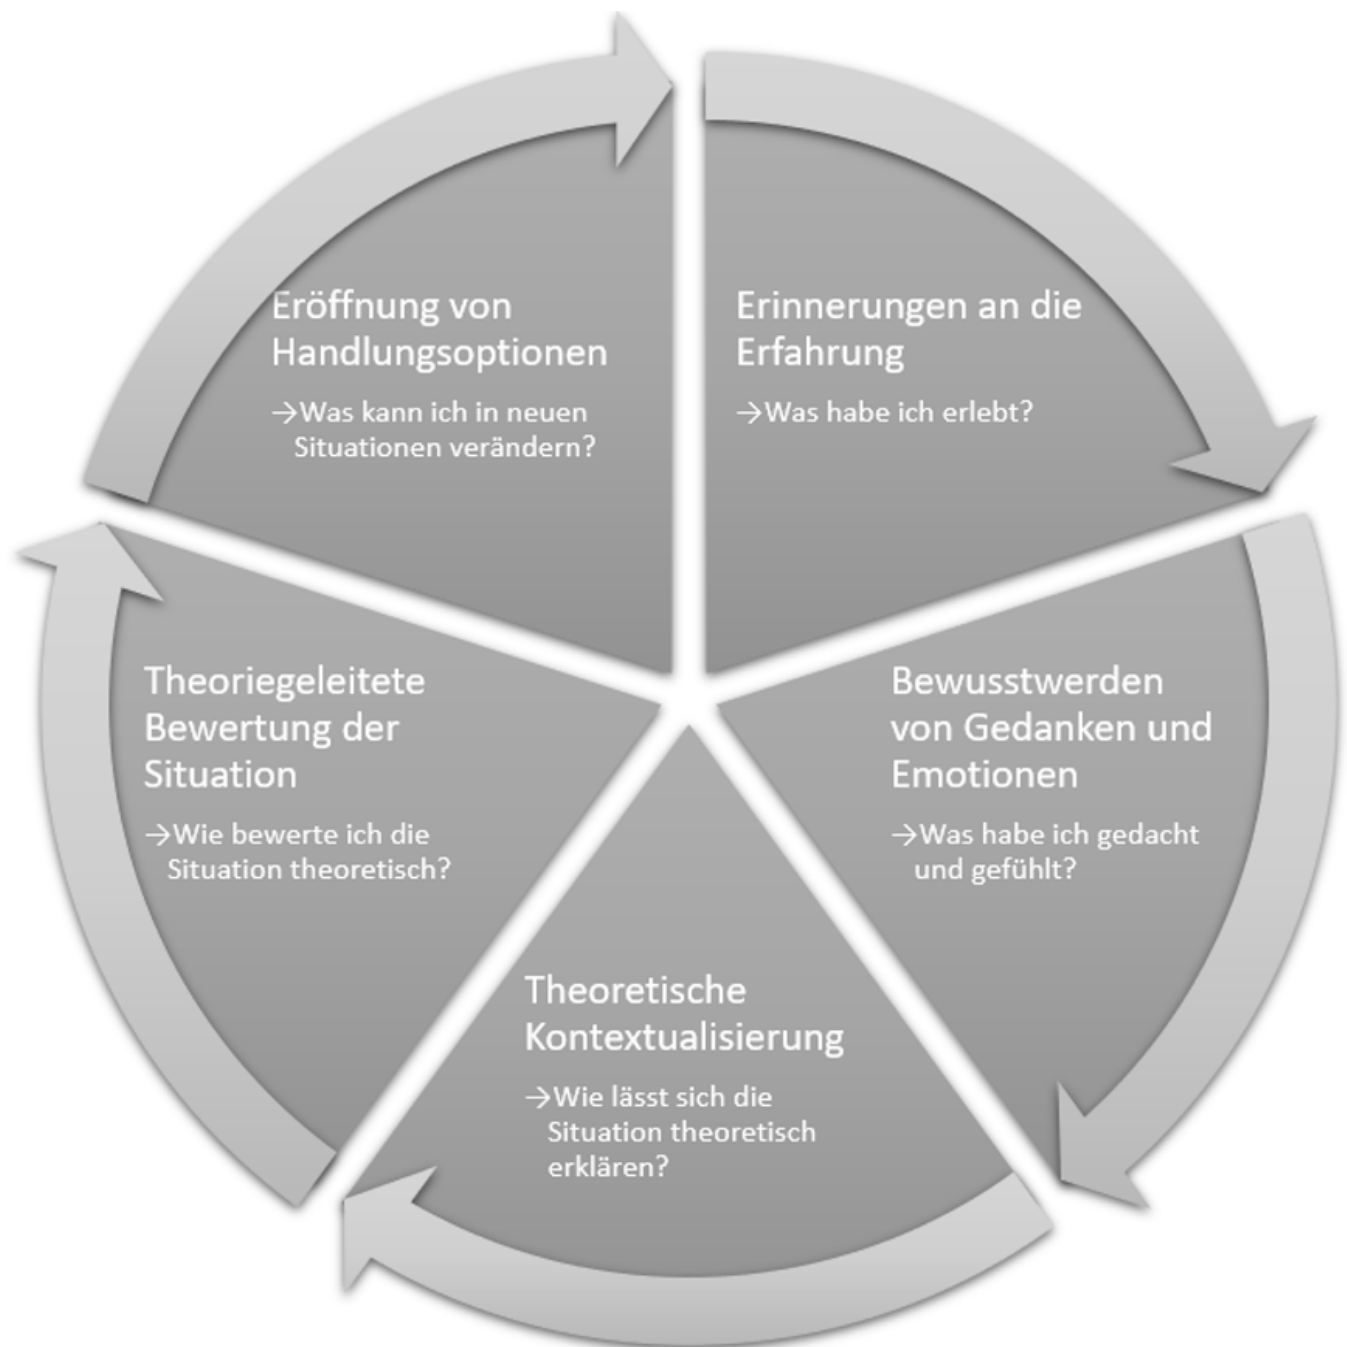 Erinnerungen an die
Erfahrung
→Was habe ich erlebt?
Bewusstwerden
von Gedanken und
Emotionen
→Was habe ich gedacht
und gefühlt?
Theoretische
Kontextualisierung
→Wie lässt sich die
Situation theoretisch
erklären?
Theoriegeleitete
Bewertung der
Situation
→Wie bewerte ich die
Situation theoretisch?
Eröffnung von
Handlungsoptionen
→Was kann ich in neuen
Situationen verändern?